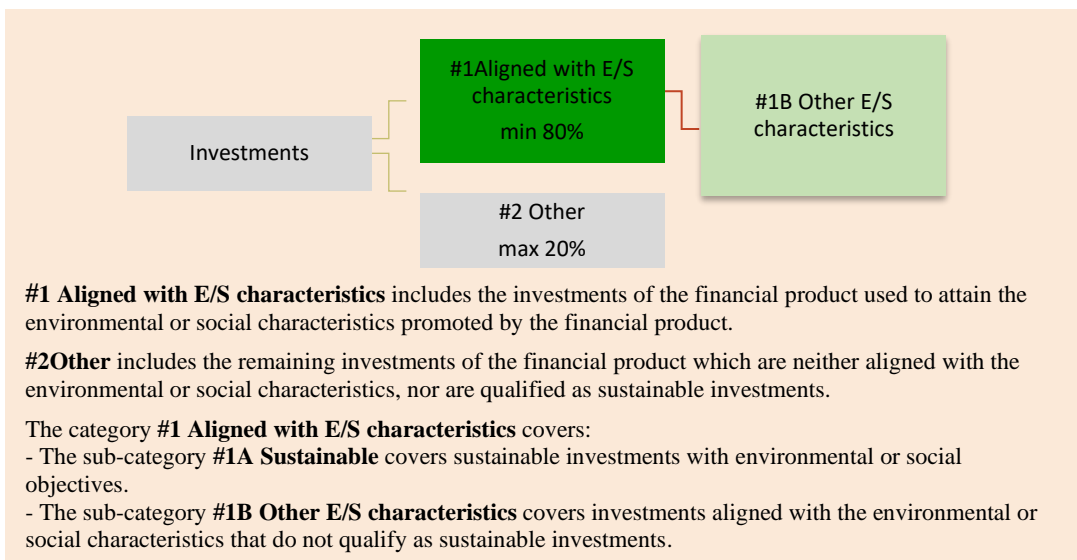 #1Aligned with E/S
characteristics
min 80%
#1B Other E/S
characteristics
Investments
#2 Other
max 20%
#1 Aligned with E/S characteristics includes the investments of the financial product used to attain the
environmental or social characteristics promoted by the financial product.
#2Other includes the remaining investments of the financial product which are neither aligned with the
environmental or social characteristics, nor are qualified as sustainable investments.
The category #1 Aligned with E/S characteristics covers:
- The sub-category #1A Sustainable covers sustainable investments with environmental or social
objectives.
- The sub-category #1B Other E/S characteristics covers investments aligned with the environmental or
social characteristics that do not qualify as sustainable investments.